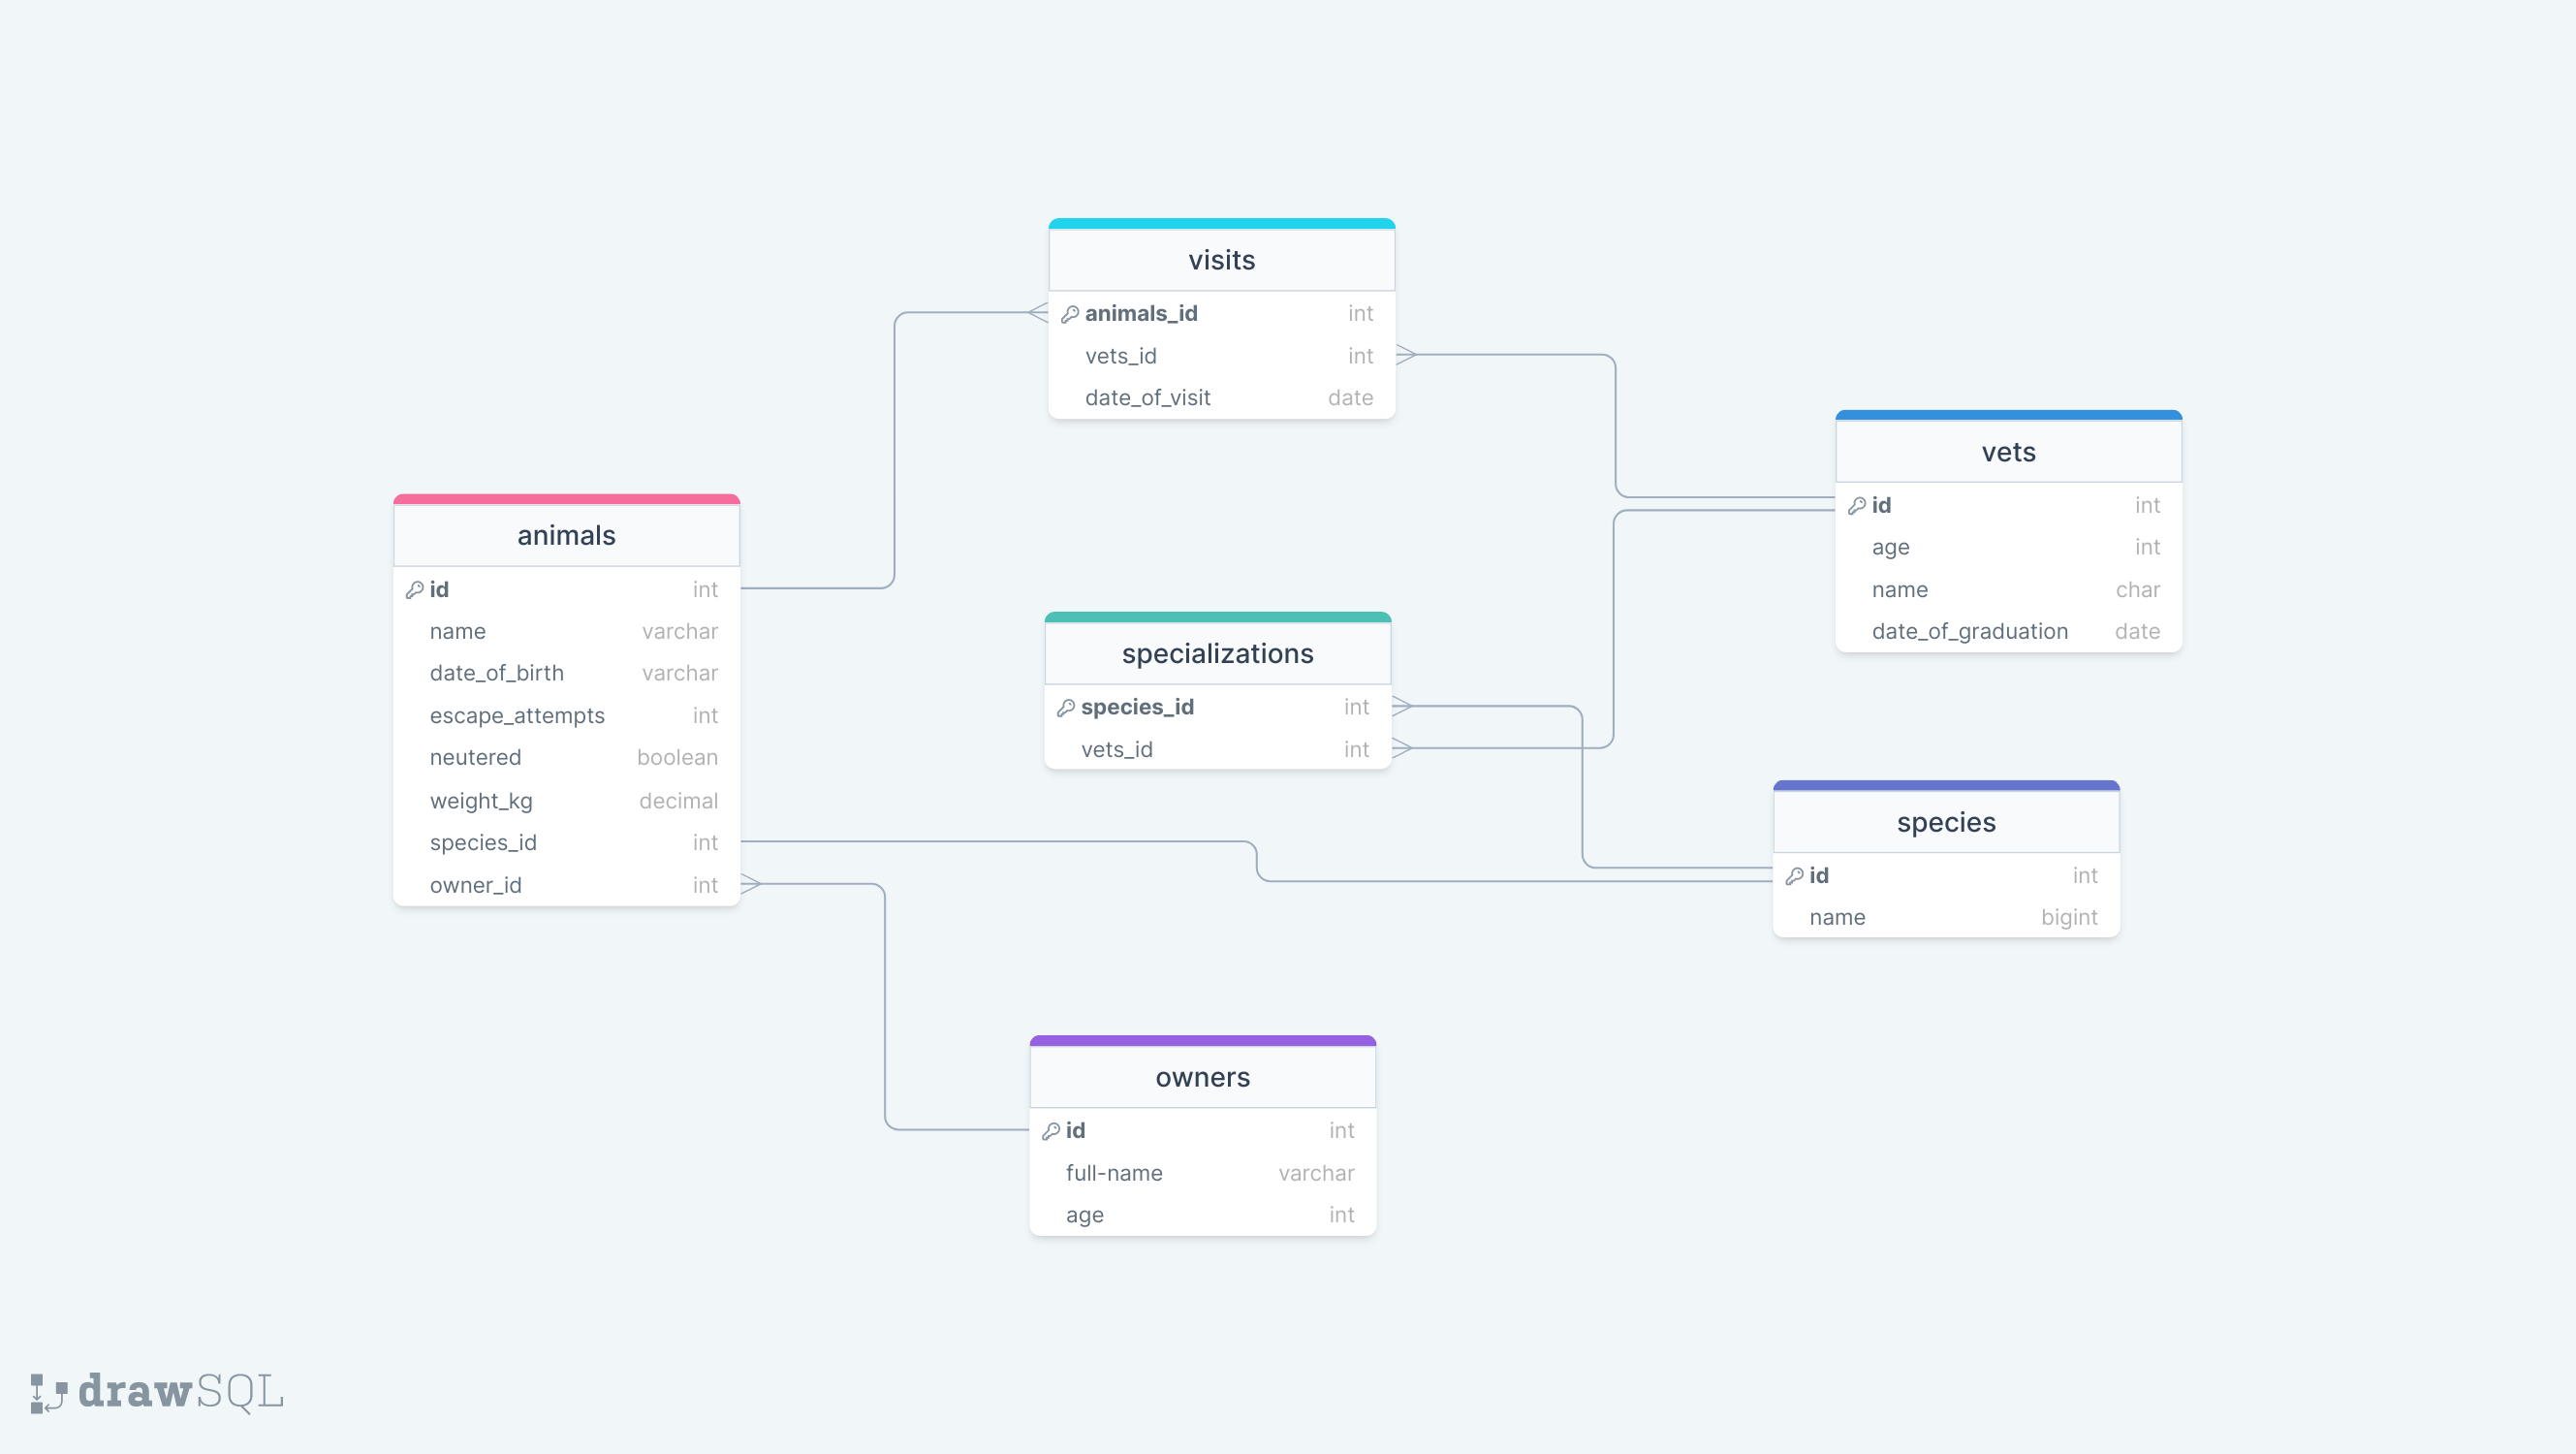 visits
animals_id int
vets_id int
date_of_visit date
vets
id int
age int
name char
date_of_graduation date
animals
id int
name varchar
date_of_birth varchar
escape_attempts int
neutered boolean
weight_kg decimal
species_id int
owner_id int
specializations
species_id int
vets_id int
species
id int
name bigint
owners
id int
full-name varchar
age int
drawSQL